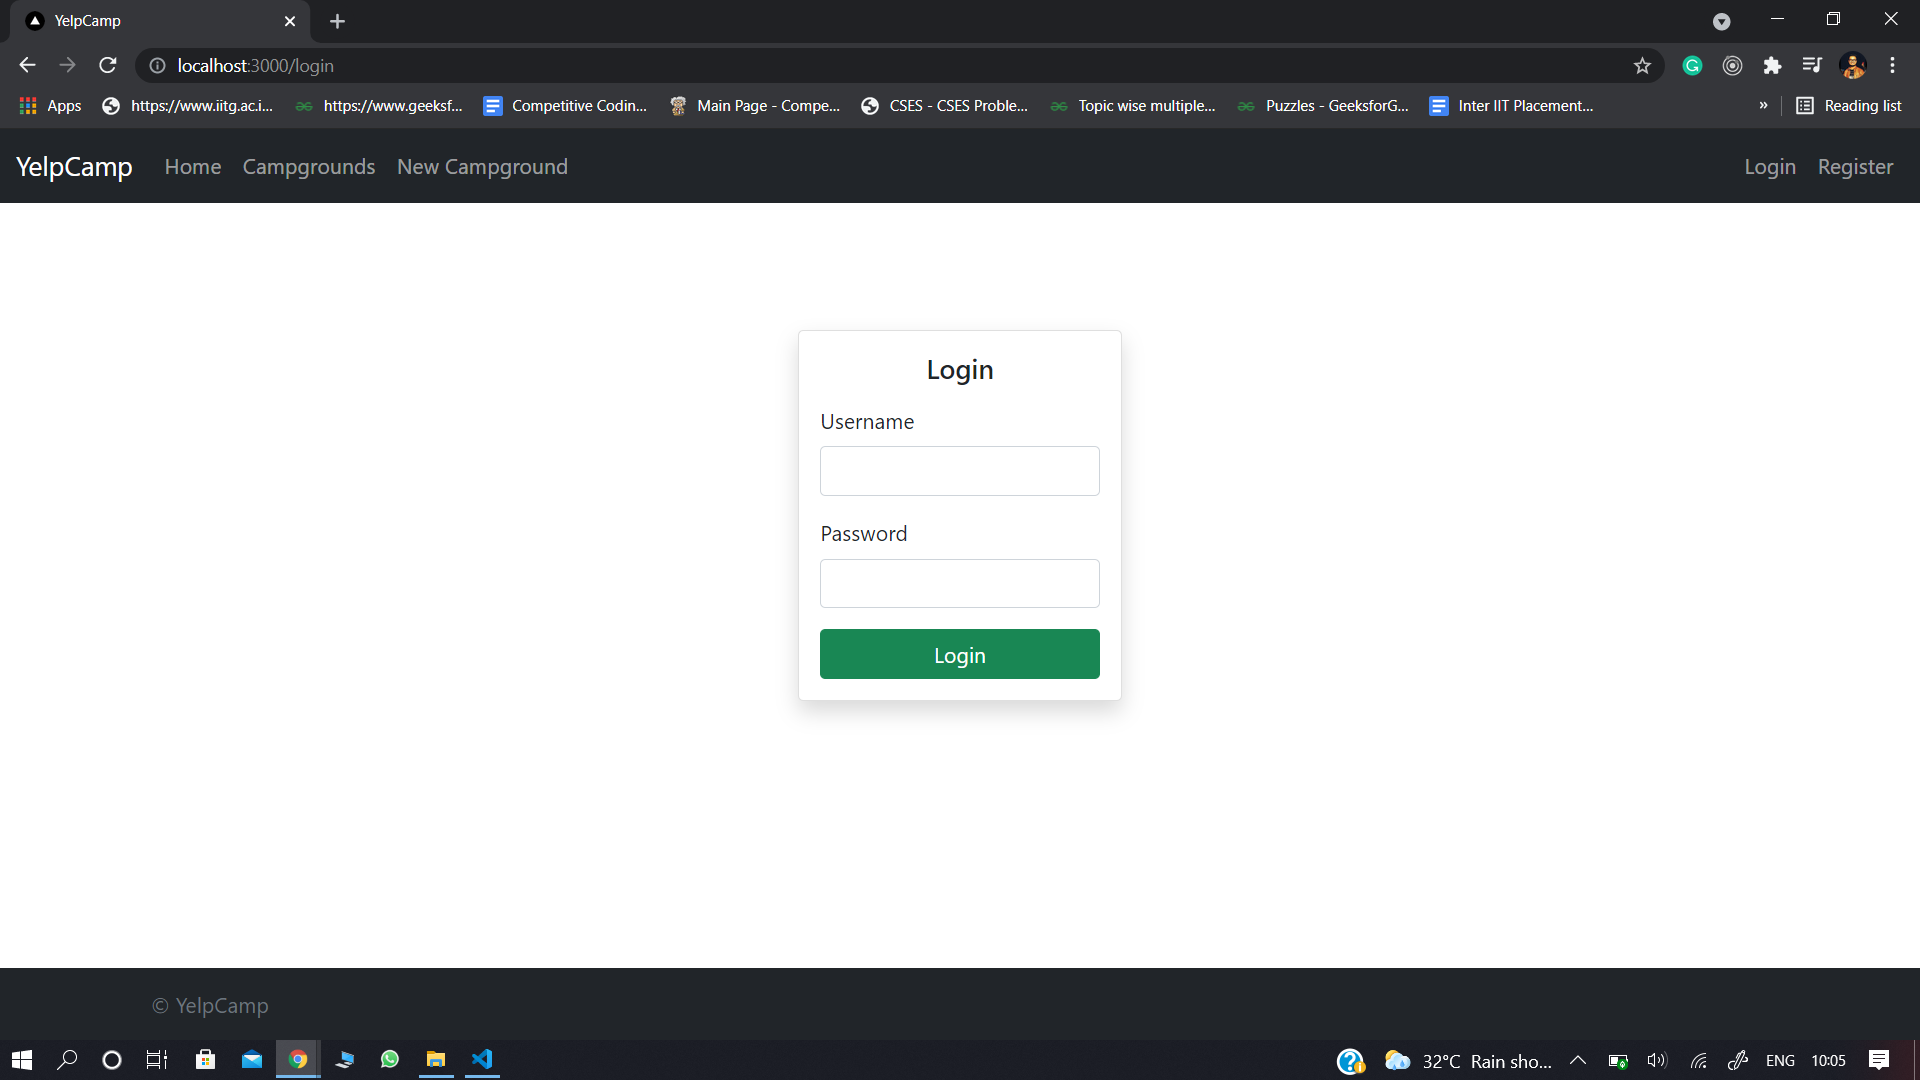 YelpCamp
localhost:3000/login
Apps https://www.iitg.ac.i... https://www.geeksf... Competitive Codin... Main Page - Compe... CSES - CSES Proble... Topic wise multiple... Puzzles - GeeksforG... Inter IIT Placement... » Reading list
YelpCamp Home Campgrounds New Campground Login Register
Login
Username
Password
Login
© YelpCamp
32°C Rain sho... ENG 10:05